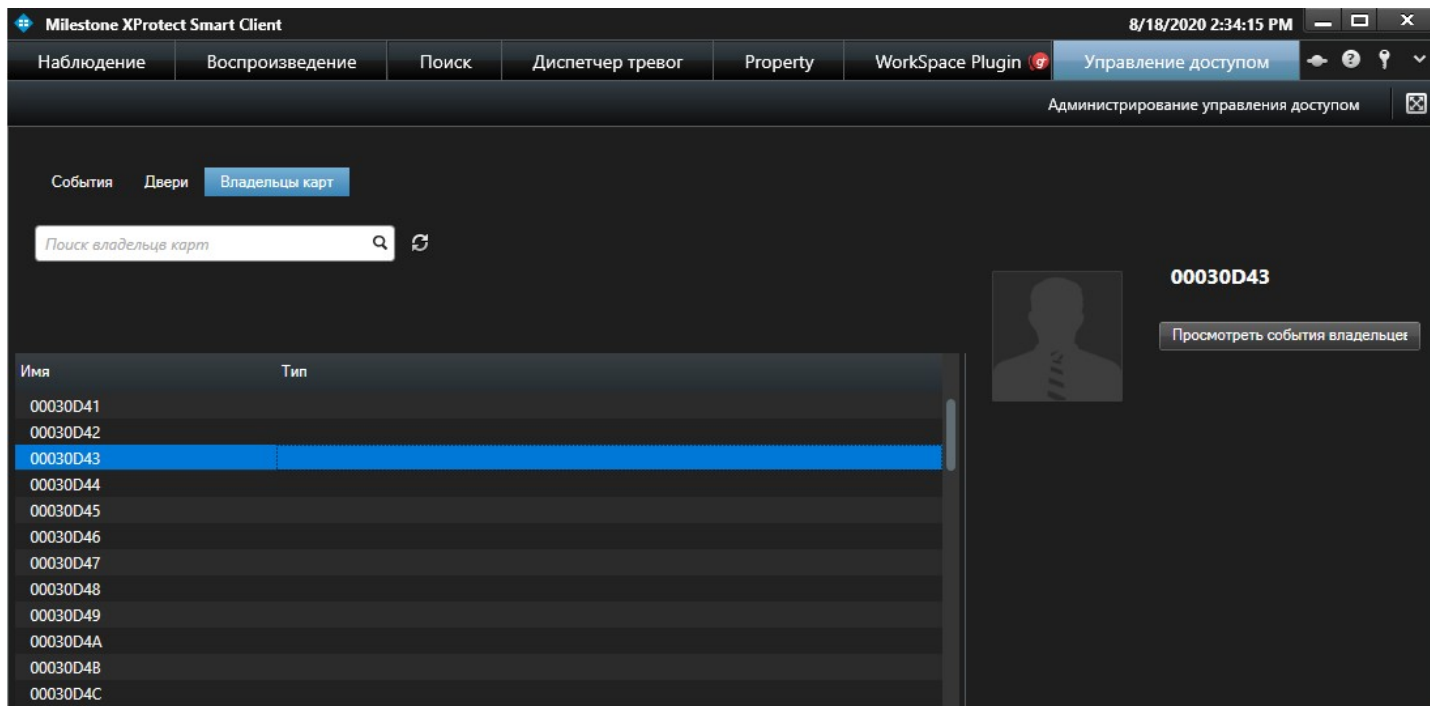 Milestone XProtect Smart Client 8/18/2020 2:34:15 PM
Наблюдение Воспроизведение Поиск Диспетчер тревог Property WorkSpace Plugin Управление доступом
Администрирование управления доступом
События Двери Владельцы карт
Поиск владельцв карт
00030D43
Просмотреть события владельцев
Имя Тип
00030D41
00030D42
00030D43
00030D44
00030D45
00030D46
00030D47
00030D48
00030D49
00030D4A
00030D4B
00030D4C